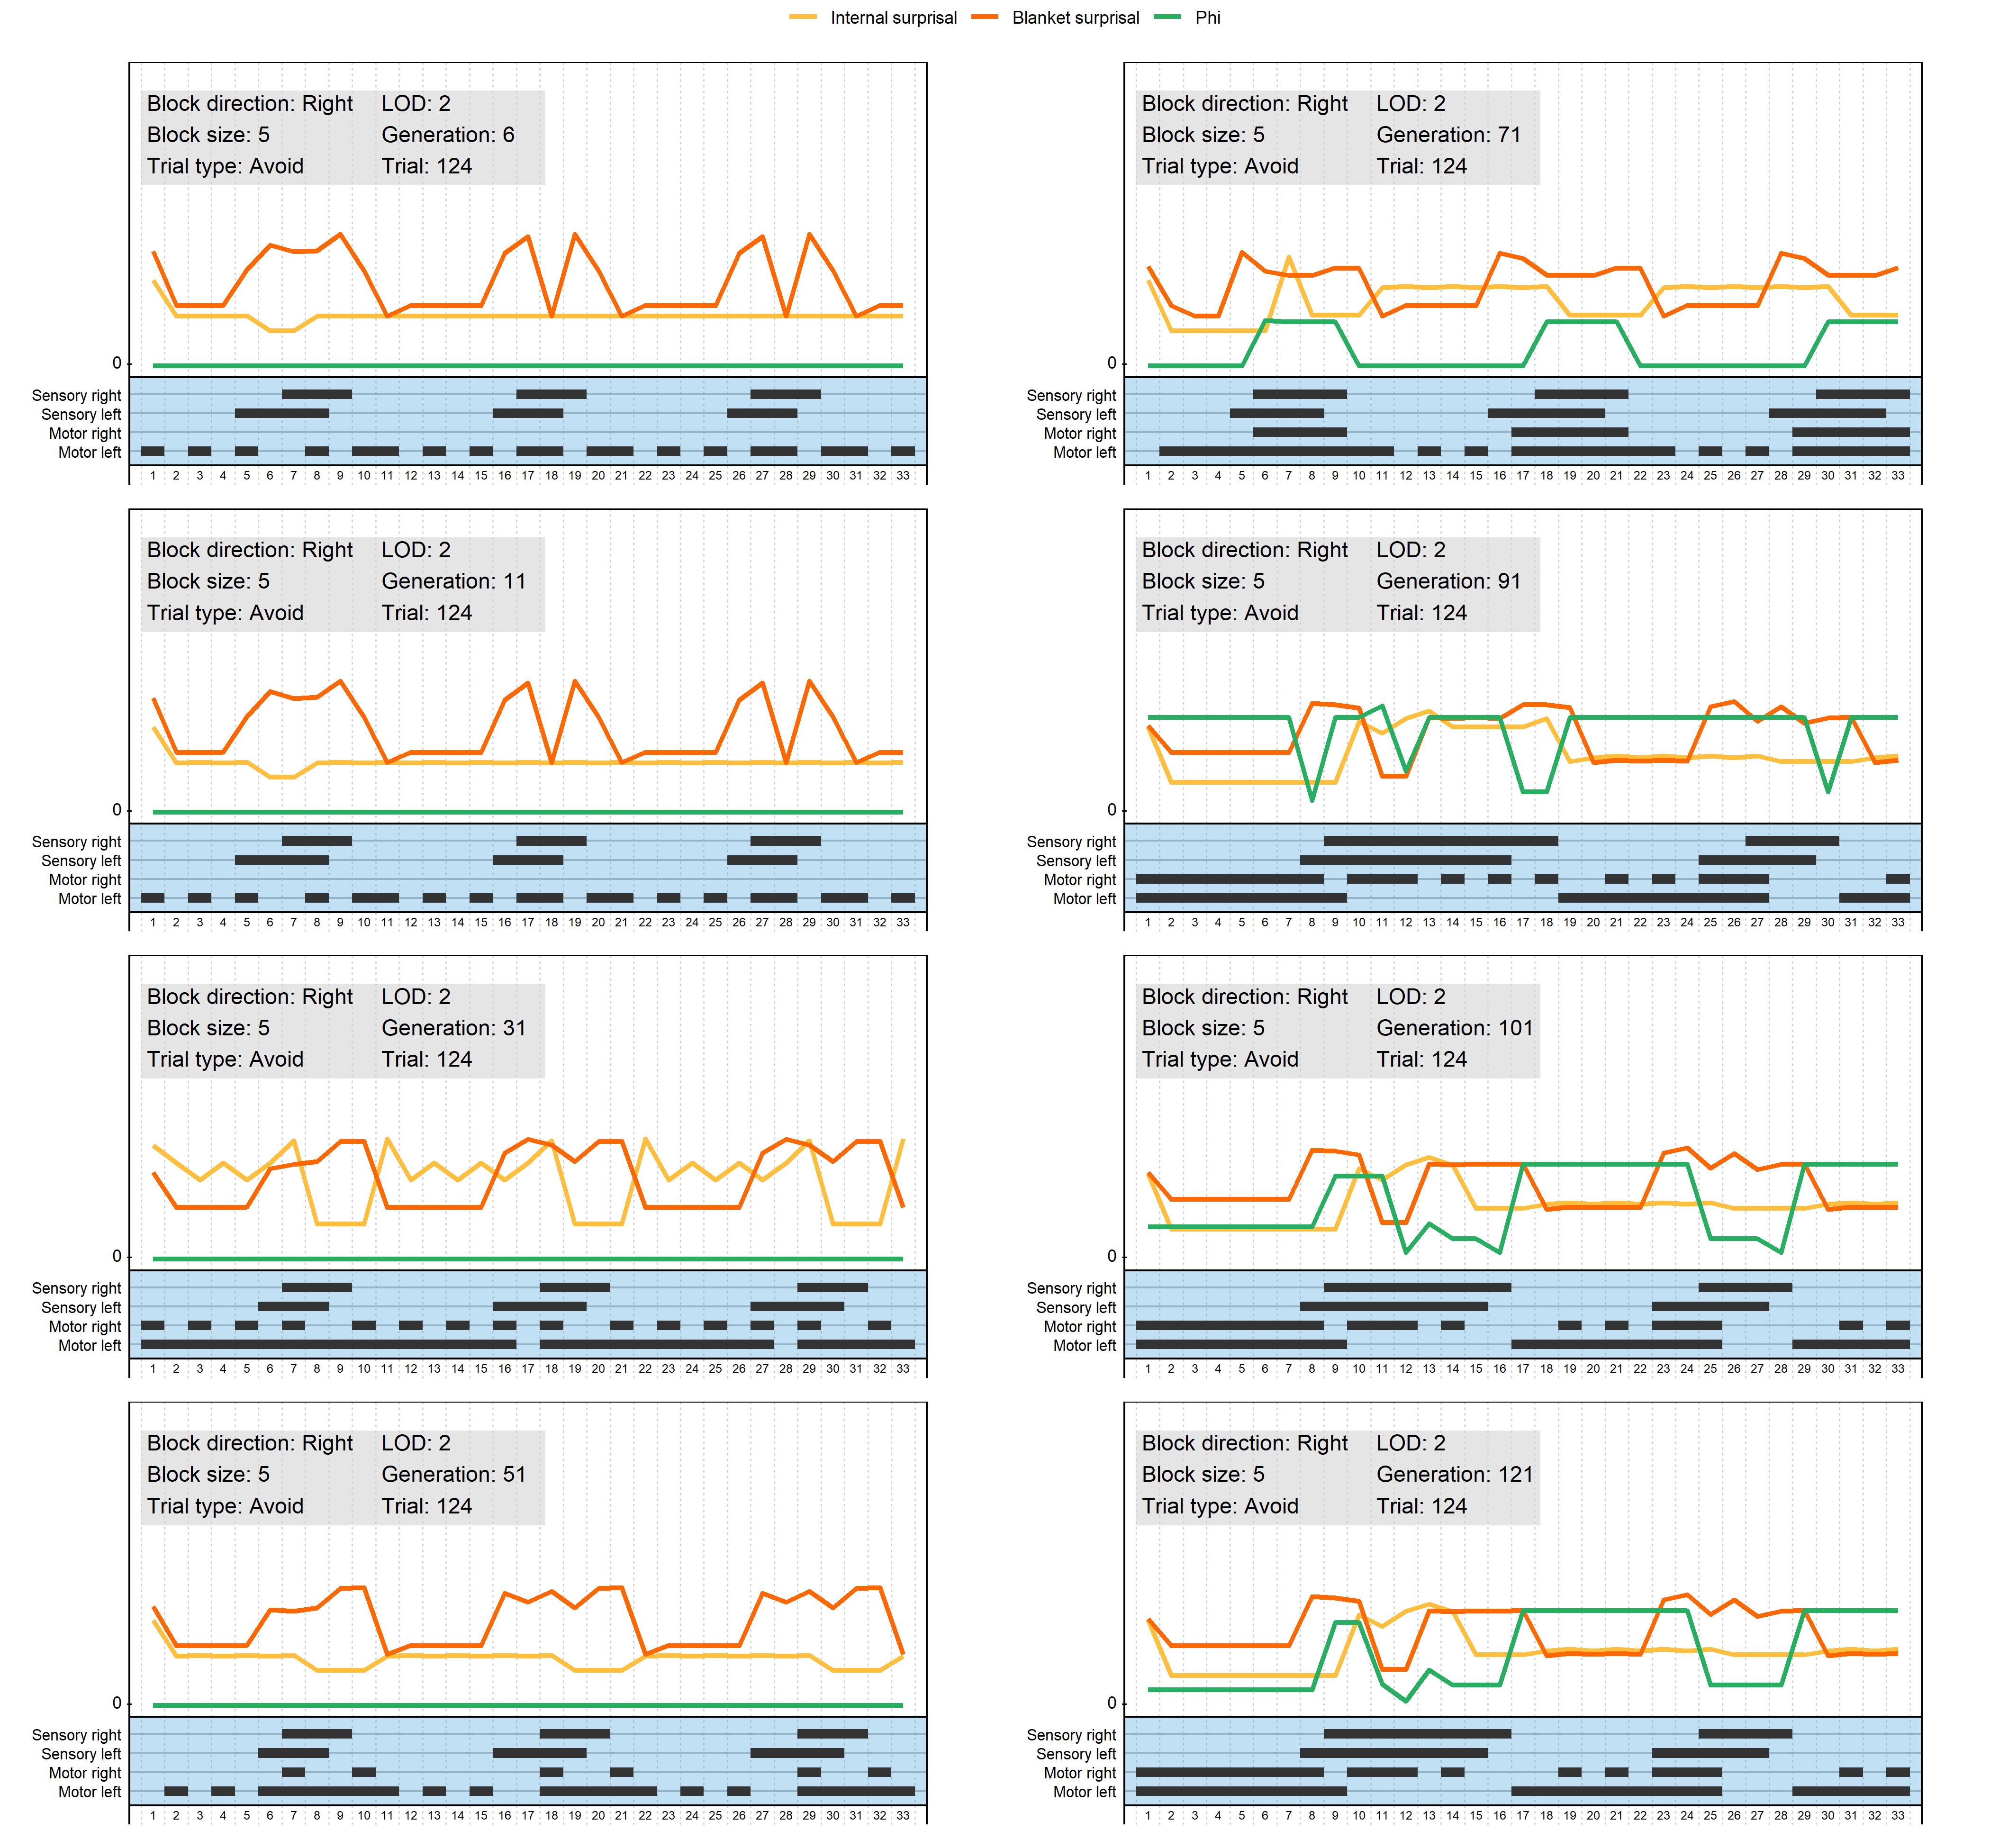 Internal surprisal Blanket surprisal Phi
Block direction: Right LOD: 2
Block size: 5 Generation: 6
Trial type: Avoid Trial: 124
0
Sensory right
Sensory left
Motor right
Motor left
1 2 3 4 5 6 7 8 9 10 11 12 13 14 15 16 17 18 19 20 21 22 23 24 25 26 27 28 29 30 31 32 33
Block direction: Right LOD: 2
Block size: 5 Generation: 71
Trial type: Avoid Trial: 124
0
Sensory right
Sensory left
Motor right
Motor left
1 2 3 4 5 6 7 8 9 10 11 12 13 14 15 16 17 18 19 20 21 22 23 24 25 26 27 28 29 30 31 32 33
Block direction: Right LOD: 2
Block size: 5 Generation: 11
Trial type: Avoid Trial: 124
0
Sensory right
Sensory left
Motor right
Motor left
1 2 3 4 5 6 7 8 9 10 11 12 13 14 15 16 17 18 19 20 21 22 23 24 25 26 27 28 29 30 31 32 33
Block direction: Right LOD: 2
Block size: 5 Generation: 91
Trial type: Avoid Trial: 124
0
Sensory right
Sensory left
Motor right
Motor left
1 2 3 4 5 6 7 8 9 10 11 12 13 14 15 16 17 18 19 20 21 22 23 24 25 26 27 28 29 30 31 32 33
Block direction: Right LOD: 2
Block size: 5 Generation: 31
Trial type: Avoid Trial: 124
0
Sensory right
Sensory left
Motor right
Motor left
1 2 3 4 5 6 7 8 9 10 11 12 13 14 15 16 17 18 19 20 21 22 23 24 25 26 27 28 29 30 31 32 33
Block direction: Right LOD: 2
Block size: 5 Generation: 101
Trial type: Avoid Trial: 124
0
Sensory right
Sensory left
Motor right
Motor left
1 2 3 4 5 6 7 8 9 10 11 12 13 14 15 16 17 18 19 20 21 22 23 24 25 26 27 28 29 30 31 32 33
Block direction: Right LOD: 2
Block size: 5 Generation: 51
Trial type: Avoid Trial: 124
0
Sensory right
Sensory left
Motor right
Motor left
1 2 3 4 5 6 7 8 9 10 11 12 13 14 15 16 17 18 19 20 21 22 23 24 25 26 27 28 29 30 31 32 33
Block direction: Right LOD: 2
Block size: 5 Generation: 121
Trial type: Avoid Trial: 124
0
Sensory right
Sensory left
Motor right
Motor left
1 2 3 4 5 6 7 8 9 10 11 12 13 14 15 16 17 18 19 20 21 22 23 24 25 26 27 28 29 30 31 32 33